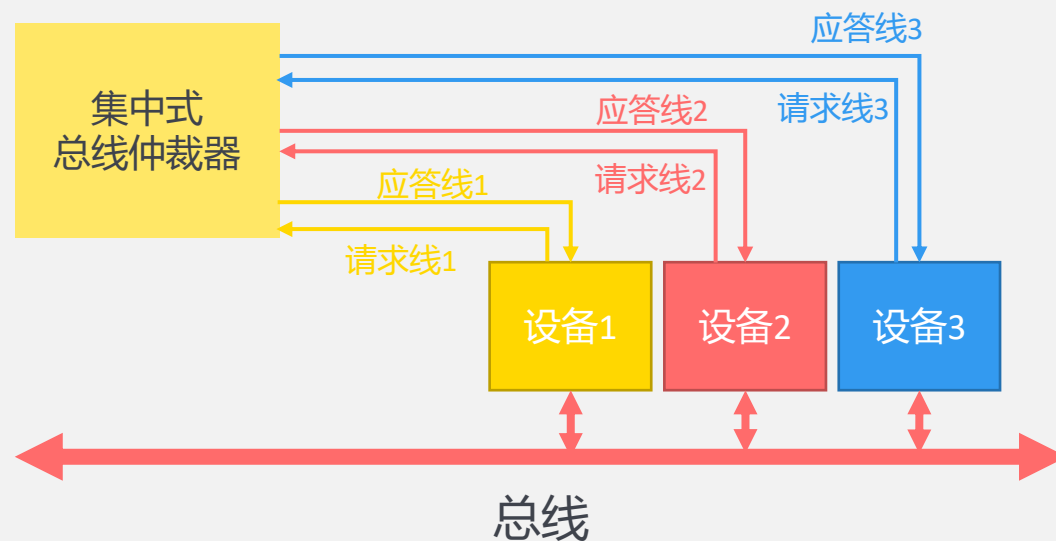 集中式
总线仲裁器
应答线3
请求线3
应答线2
请求线2
应答线1
请求线1
设备1
设备2
设备3
总线